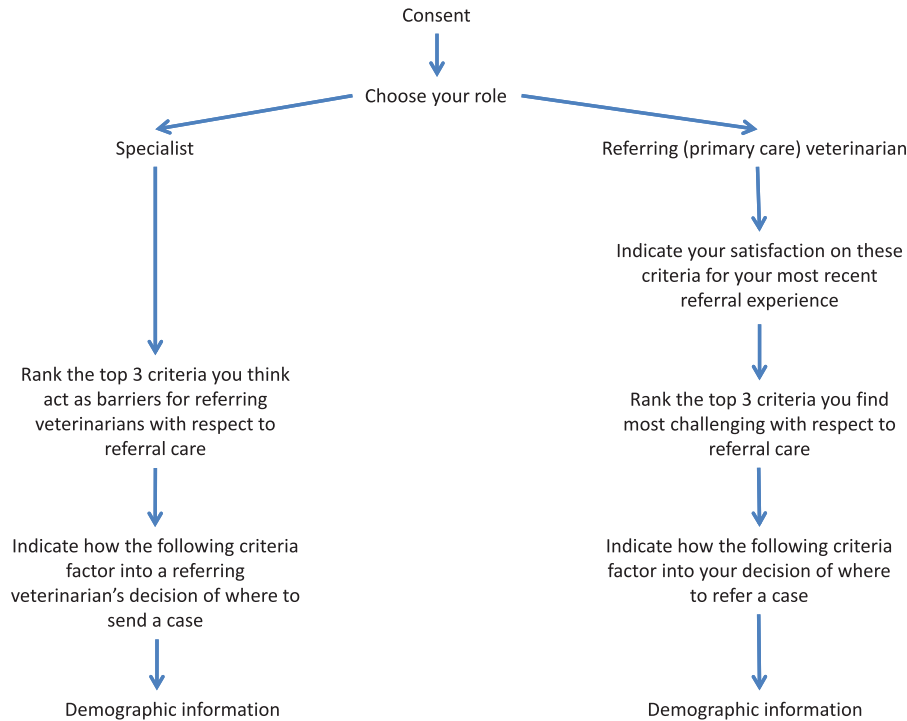 Consent
Choose your role
Specialist
Referring (primary care) veterinarian
Indicate your satisfaction on these
criteria for your most recent
referral experience
Rank the top 3 criteria you think
act as barriers for referring
veterinarians with respect to
referral care
Rank the top 3 criteria you find
most challenging with respect to
referral care
Indicate how the following criteria
factor into a referring
veterinarian’s decision of where to
send a case
Indicate how the following criteria
factor into your decision of where
to refer a case
Demographic information
Demographic information